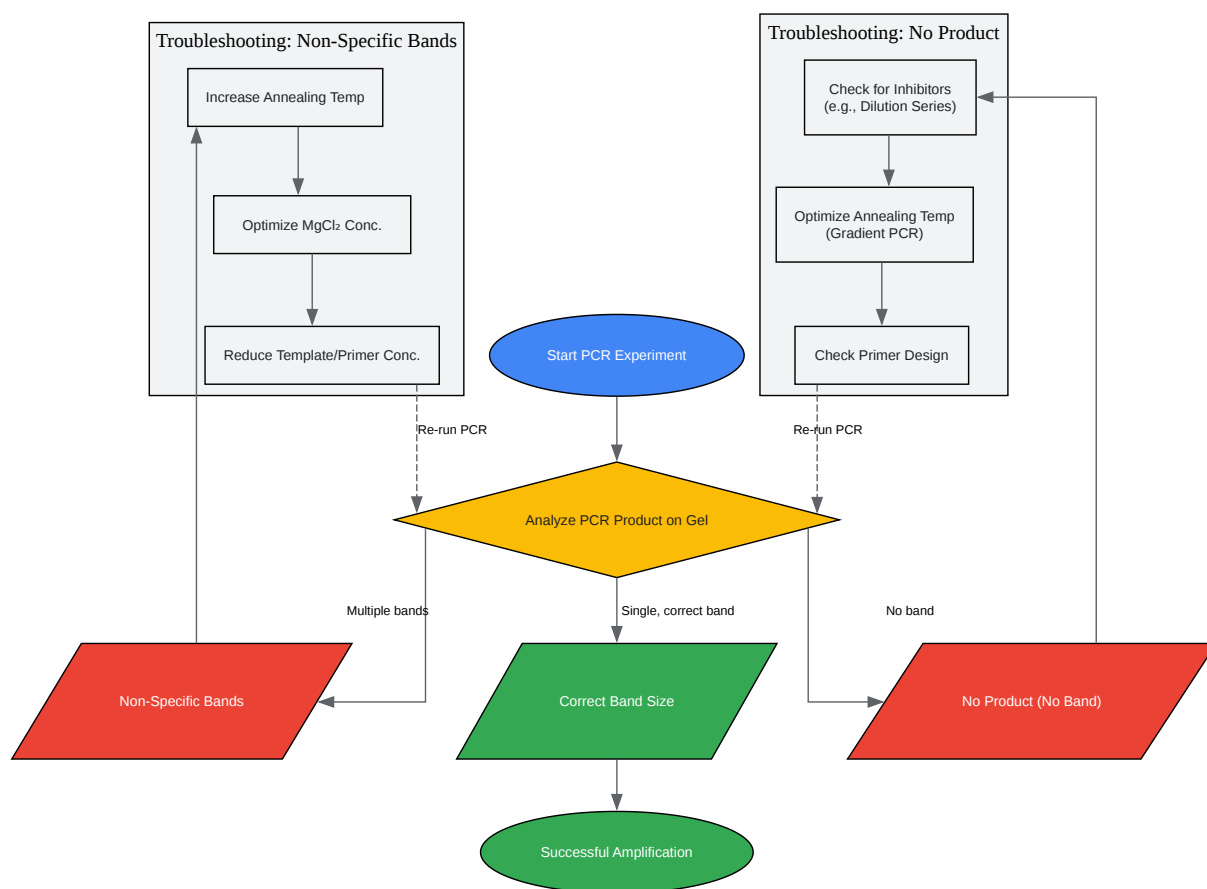 Troubleshooting: Non-Specific Bands
Increase Annealing Temp
Optimize MgCl₂ Conc.
Reduce Template/Primer Conc.
Troubleshooting: No Product
Check for Inhibitors
(e.g., Dilution Series)
Optimize Annealing Temp
(Gradient PCR)
Check Primer Design
Start PCR Experiment
Re-run PCR
Re-run PCR
Analyze PCR Product on Gel
Multiple bands
Single, correct band
No band
Non-Specific Bands
Correct Band Size
No Product (No Band)
Successful Amplification